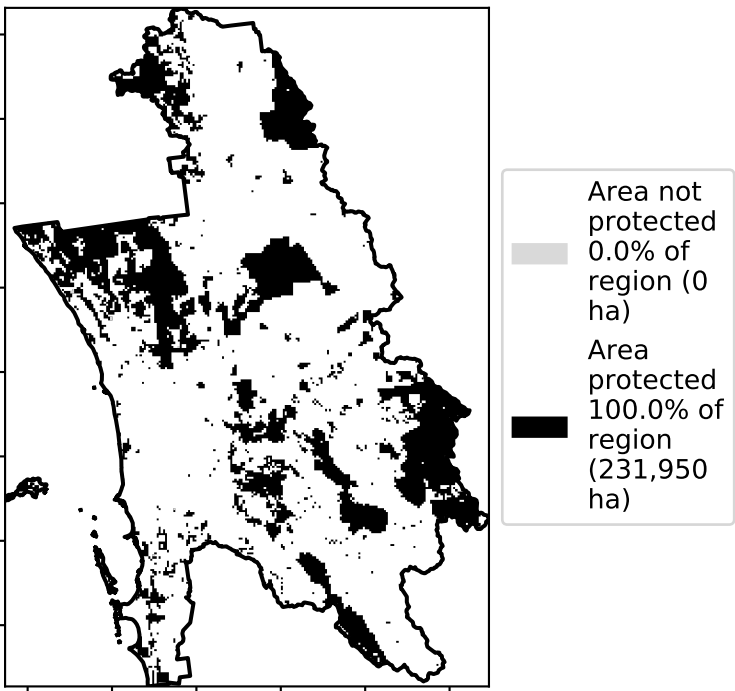 Area not
protected
0.0% of
region (0
ha)
Area
protected
100.0% of
region
(231,950
ha)